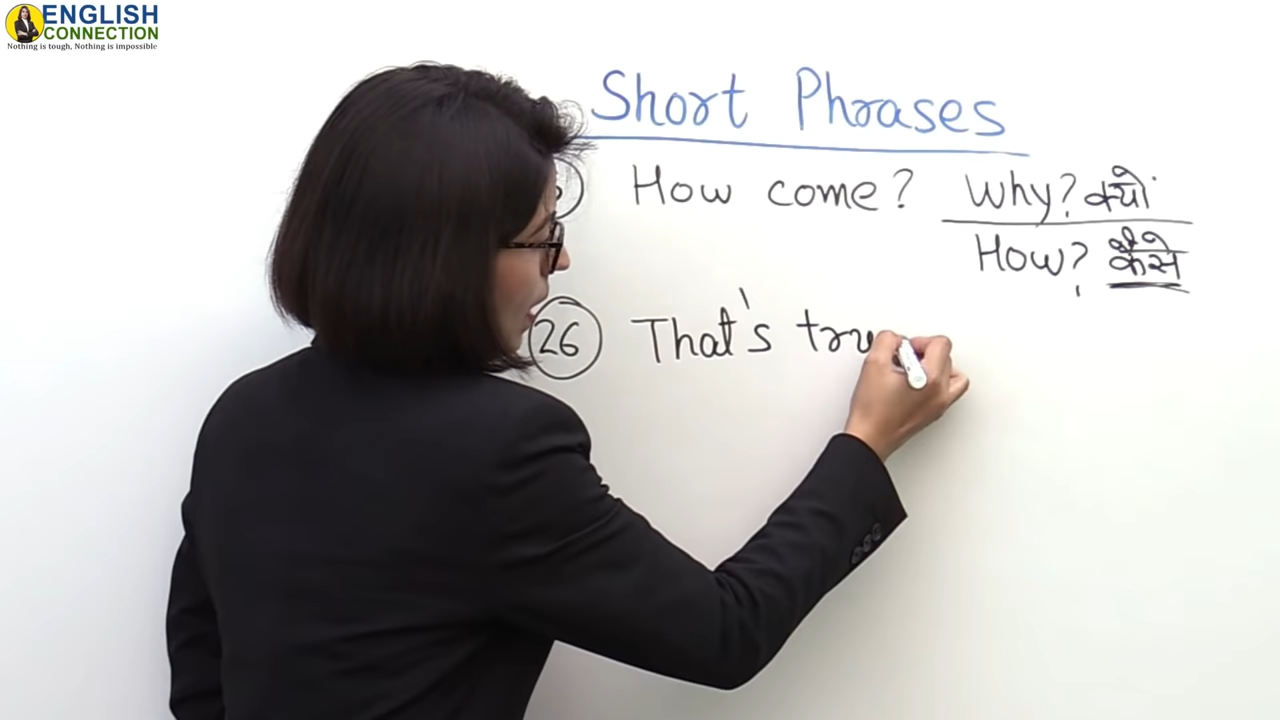 ENGLISH
CONNECTION
Nothing is tough, Nothing is impossible
Short Phrases
How come? Why? क्यों
How? कैसे
26 That's tru